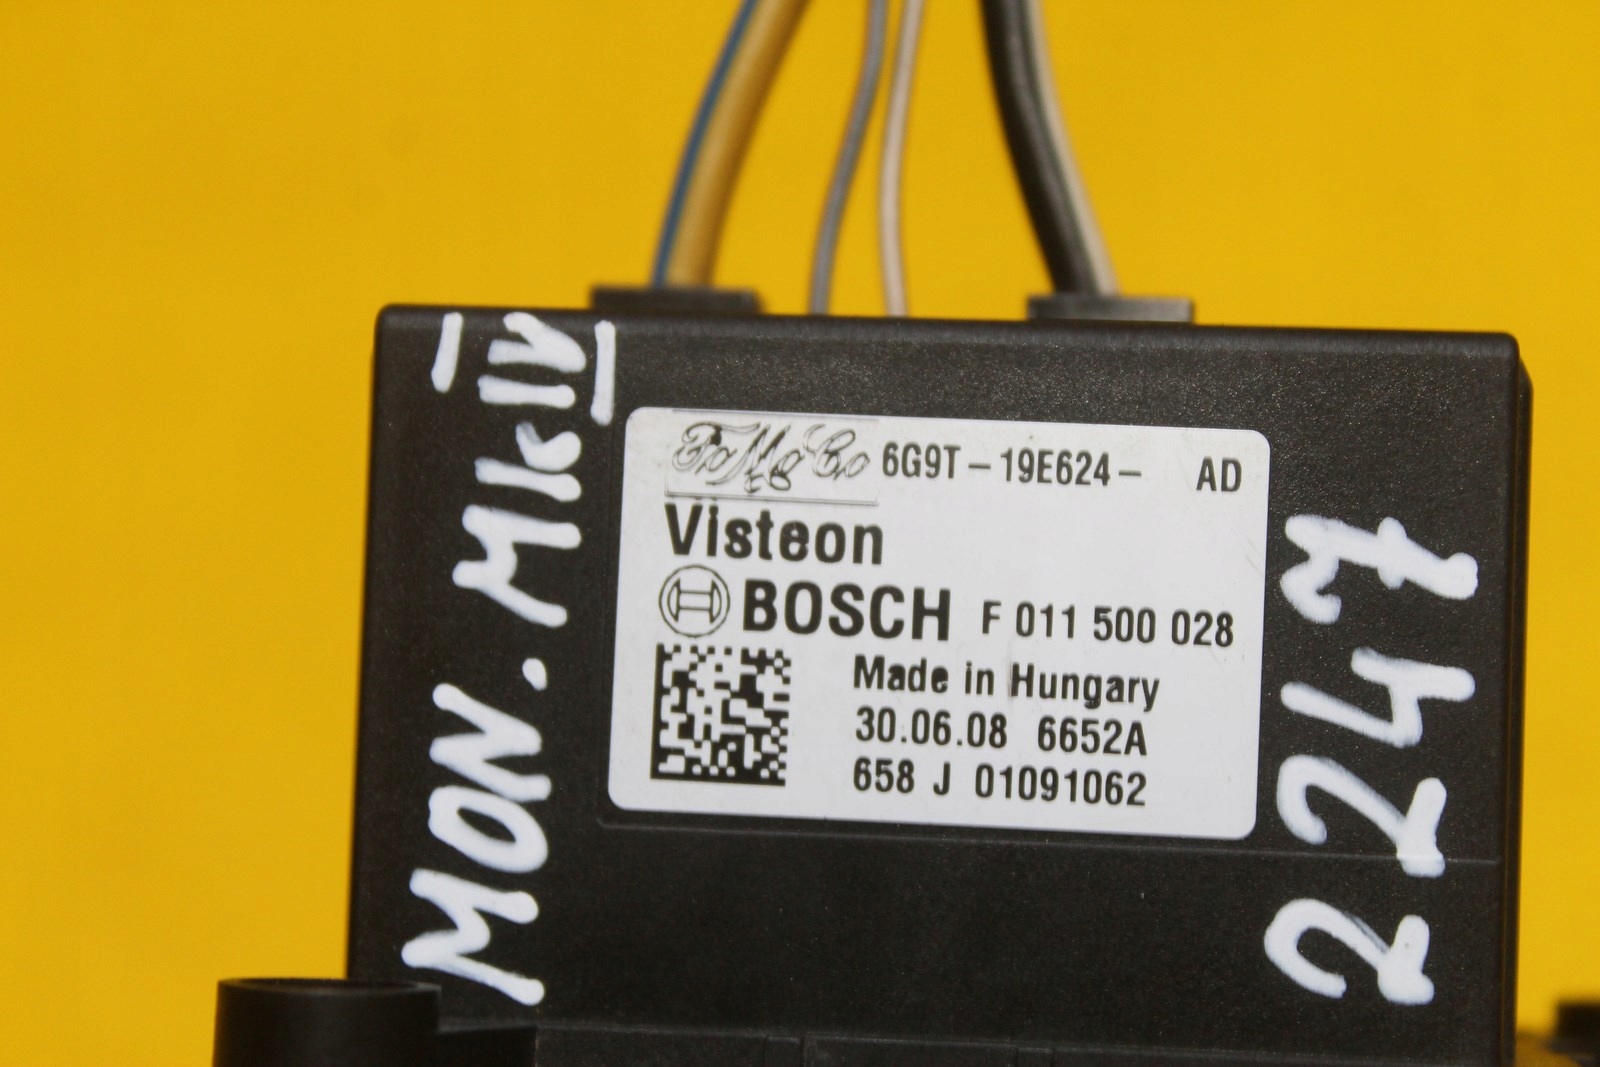 MON. MKIV
FoMoCo 6G9T-19E624- AD
Visteon
BOSCH F 011 500 028
Made in Hungary
30.06.08 6652A
658 J 01091062
2247